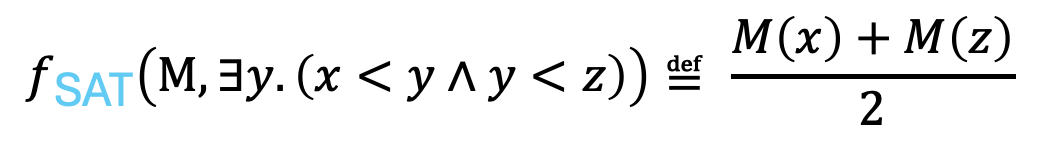 f_SAT(M, ∃y. (x < y ∧ y < z)) ≝ (M(x) + M(z)) / 2